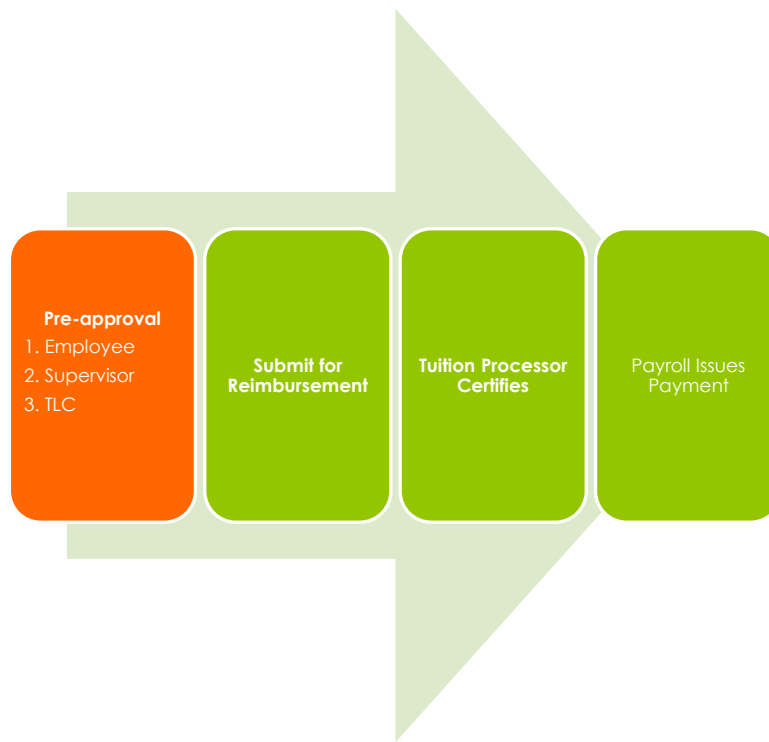 Pre-approval
1. Employee
2. Supervisor
3. TLC
Submit for
Reimbursement
Tuition Processor
Certifies
Payroll Issues
Payment